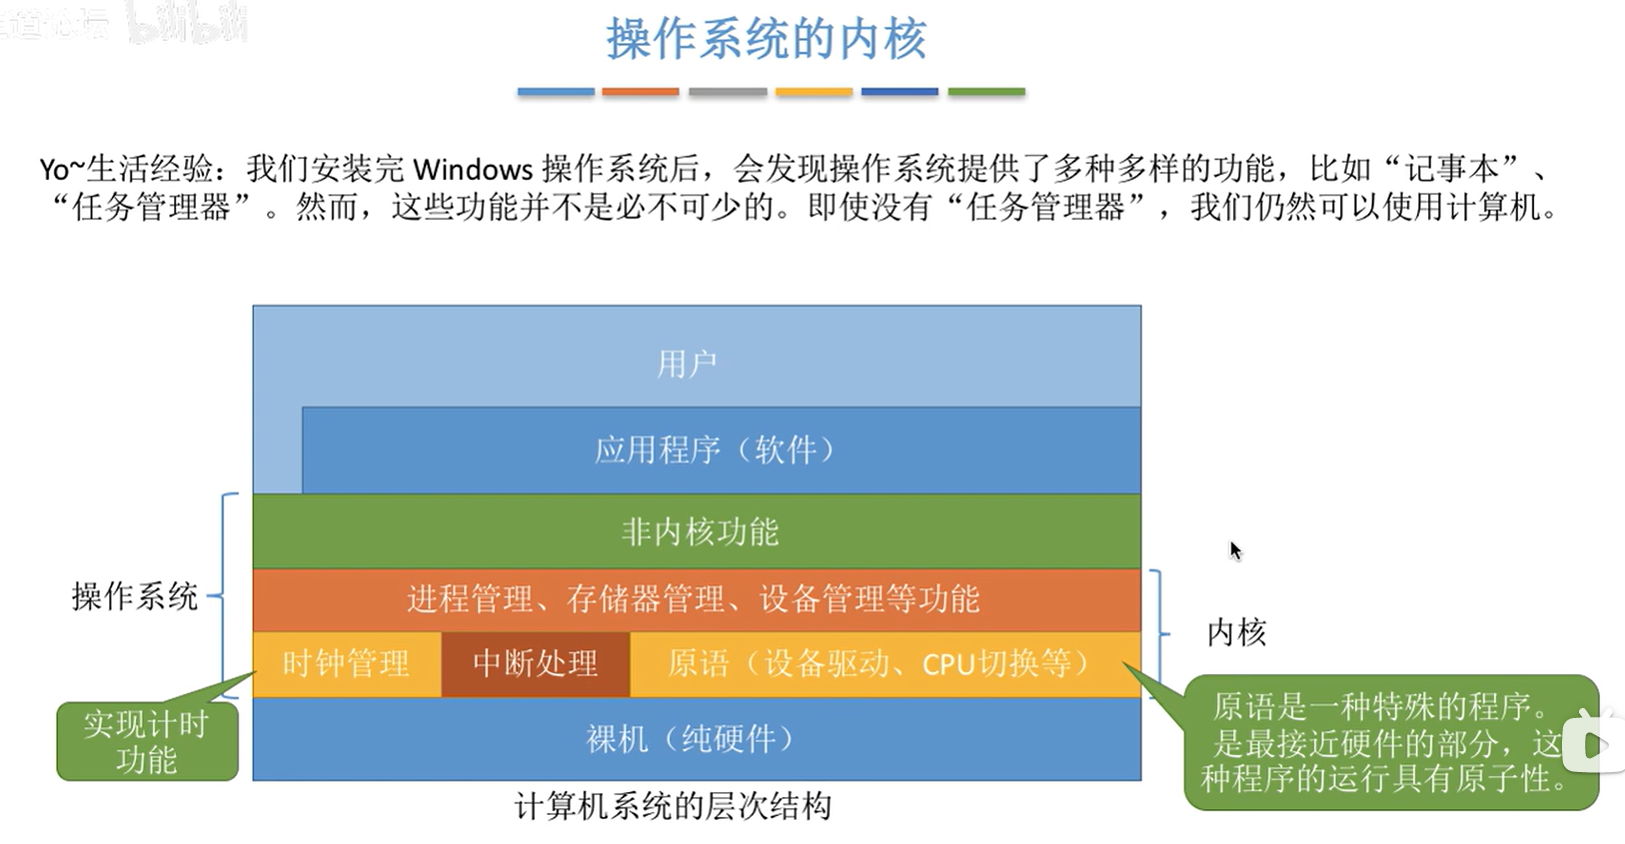 道论坛 bilibili
操作系统的内核
Yo~生活经验：我们安装完 Windows 操作系统后，会发现操作系统提供了多种多样的功能，比如“记事本”、
“任务管理器”。然而，这些功能并不是必不可少的。即使没有“任务管理器”，我们仍然可以使用计算机。
用户
应用程序（软件）
非内核功能
操作系统
进程管理、存储器管理、设备管理等功能
内核
时钟管理
中断处理
原语（设备驱动、CPU切换等）
实现计时
功能
裸机（纯硬件）
原语是一种特殊的程序。
是最接近硬件的部分，这
种程序的运行具有原子性。
计算机系统的层次结构